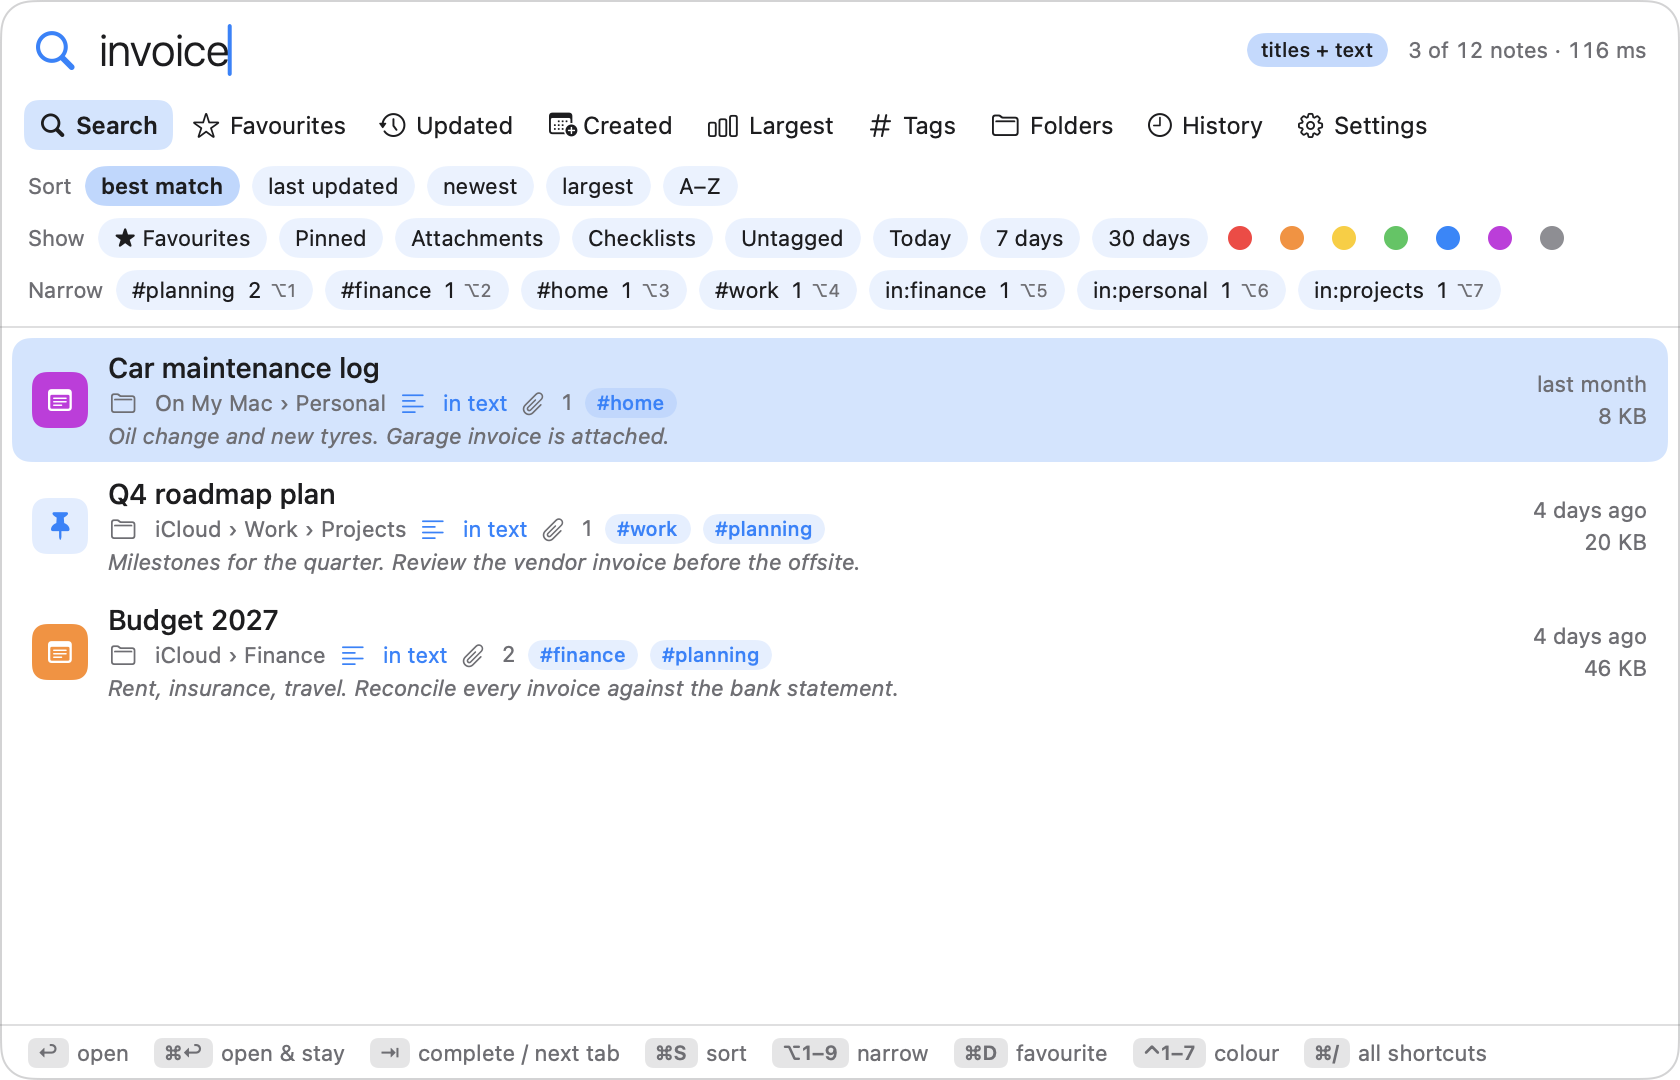 invoice titles + text 3 of 12 notes · 116 ms
Search Favourites Updated Created Largest # Tags Folders History Settings
Sort best match last updated newest largest A–Z
Show ★ Favourites Pinned Attachments Checklists Untagged Today 7 days 30 days
Narrow #planning 2 ⌥1 #finance 1 ⌥2 #home 1 ⌥3 #work 1 ⌥4 in:finance 1 ⌥5 in:personal 1 ⌥6 in:projects 1 ⌥7
Car maintenance log
last month
On My Mac › Personal in text 1 #home
8 KB
Oil change and new tyres. Garage invoice is attached.
Q4 roadmap plan
4 days ago
iCloud › Work › Projects in text 1 #work #planning
20 KB
Milestones for the quarter. Review the vendor invoice before the offsite.
Budget 2027
4 days ago
iCloud › Finance in text 2 #finance #planning
46 KB
Rent, insurance, travel. Reconcile every invoice against the bank statement.
↩ open ⌘↩ open & stay ⇥ complete / next tab ⌘S sort ⌥1–9 narrow ⌘D favourite ^1–7 colour ⌘/ all shortcuts